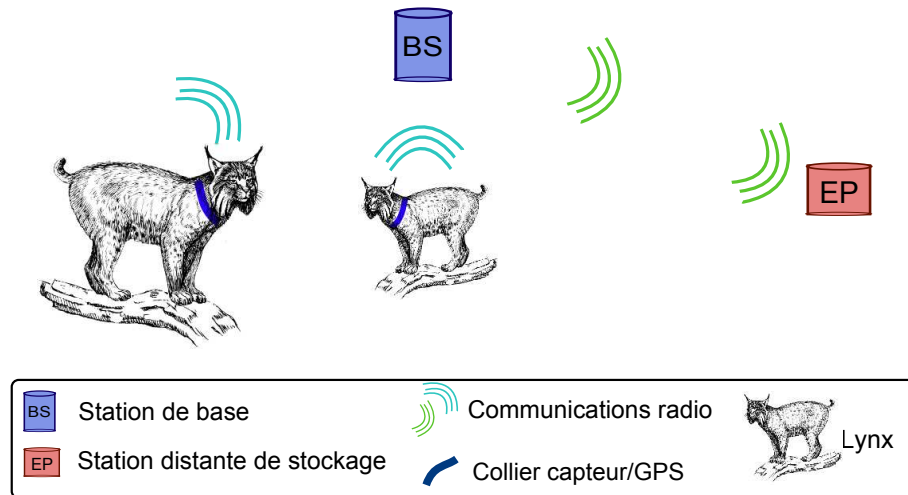 BS
EP
BS Station de base
EP Station distante de stockage
Communications radio
Collier capteur/GPS
Lynx